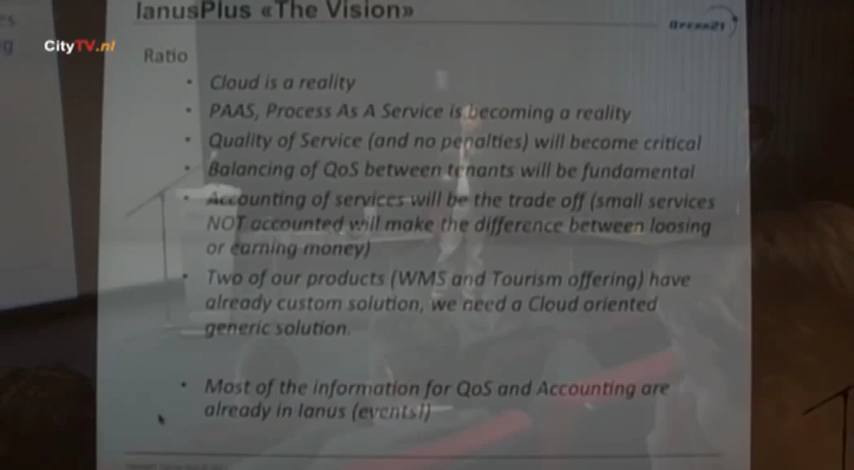 IanusPlus «The Vision»
CityTV.nl
Ratio
• Cloud is a reality
• PAAS, Process As A Service is becoming a reality
• Quality of Service (and no penalties) will become critical
• Balancing of QoS between tenants will be fundamental
• Accounting of services will be the trade off (small services
NOT accounted will make the difference between loosing
or earning money)
• Two of our products (WMS and Tourism offering) have
already custom solution, we need a Cloud oriented
generic solution.
• Most of the information for QoS and Accounting are
already in Ianus (events!)